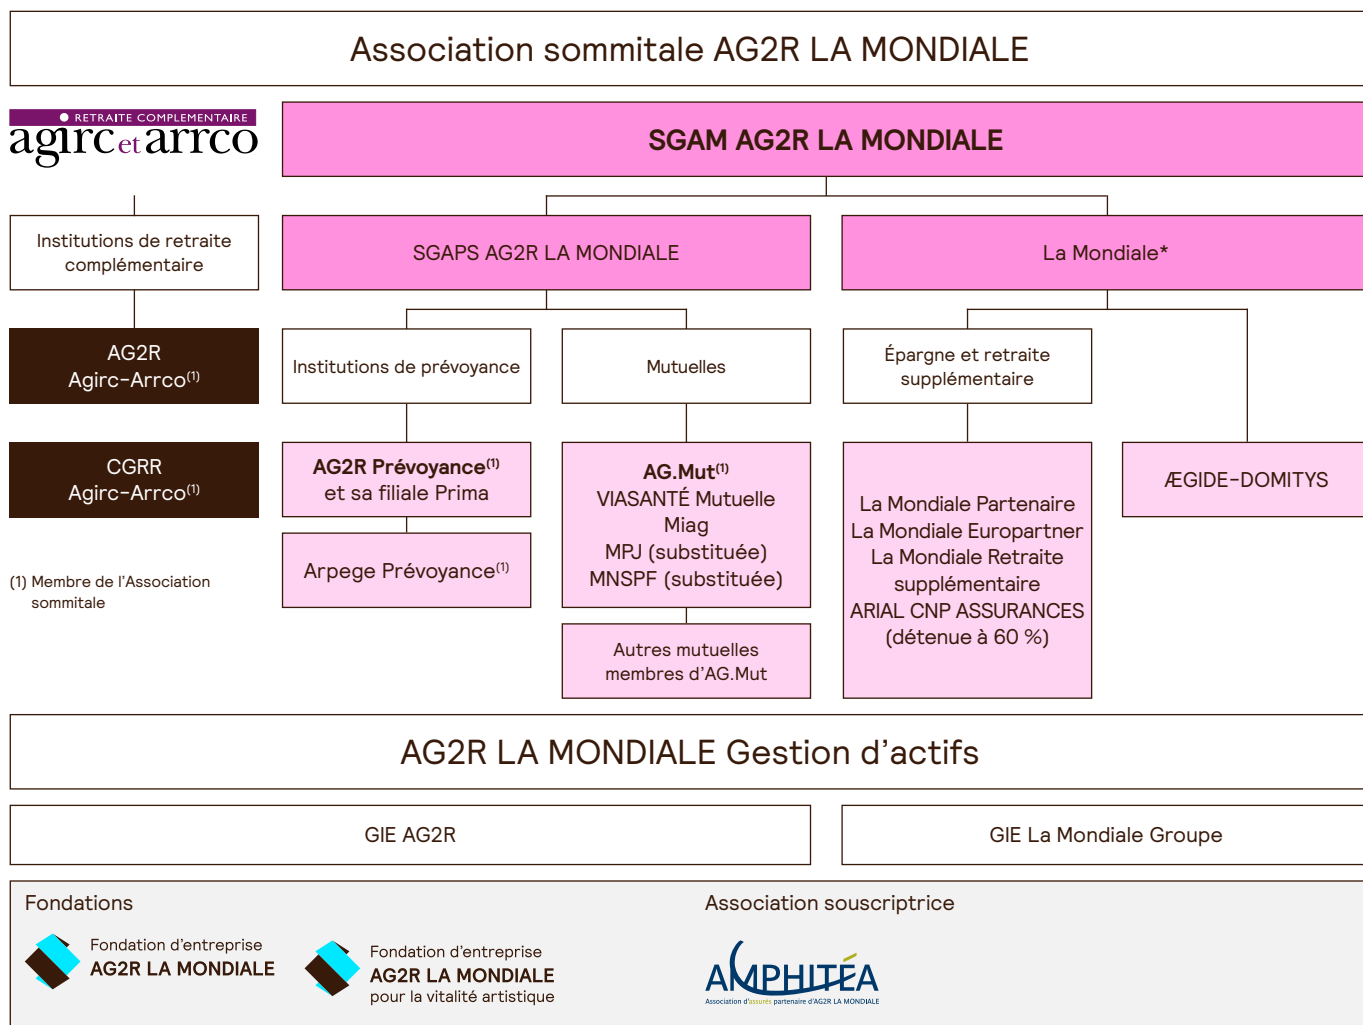 Association sommitale AG2R LA MONDIALE
RETRAITE COMPLEMENTAIRE
agirc et arrco
SGAM AG2R LA MONDIALE
Institutions de retraite
complémentaire
SGAPS AG2R LA MONDIALE
La Mondiale*
AG2R
Agirc-Arrco(1)
Institutions de prévoyance
Mutuelles
Épargne et retraite
supplémentaire
CGRR
Agirc-Arrco(1)
AG2R Prévoyance(1)
et sa filiale Prima
Arpege Prévoyance(1)
AG.Mut(1)
VIASANTÉ Mutuelle
Miag
MPJ (substituée)
MNSPF (substituée)
Autres mutuelles
membres d’AG.Mut
La Mondiale Partenaire
La Mondiale Europartner
La Mondiale Retraite
supplémentaire
ARIAL CNP ASSURANCES
(détenue à 60 %)
ÆGIDE-DOMITYS
(1) Membre de l’Association
sommitale
AG2R LA MONDIALE Gestion d’actifs
GIE AG2R
GIE La Mondiale Groupe
Fondations
Fondation d’entreprise
AG2R LA MONDIALE
Fondation d’entreprise
AG2R LA MONDIALE
pour la vitalité artistique
Association souscriptrice
AMPHITÉA
Association d’assurés partenaire d’AG2R LA MONDIALE